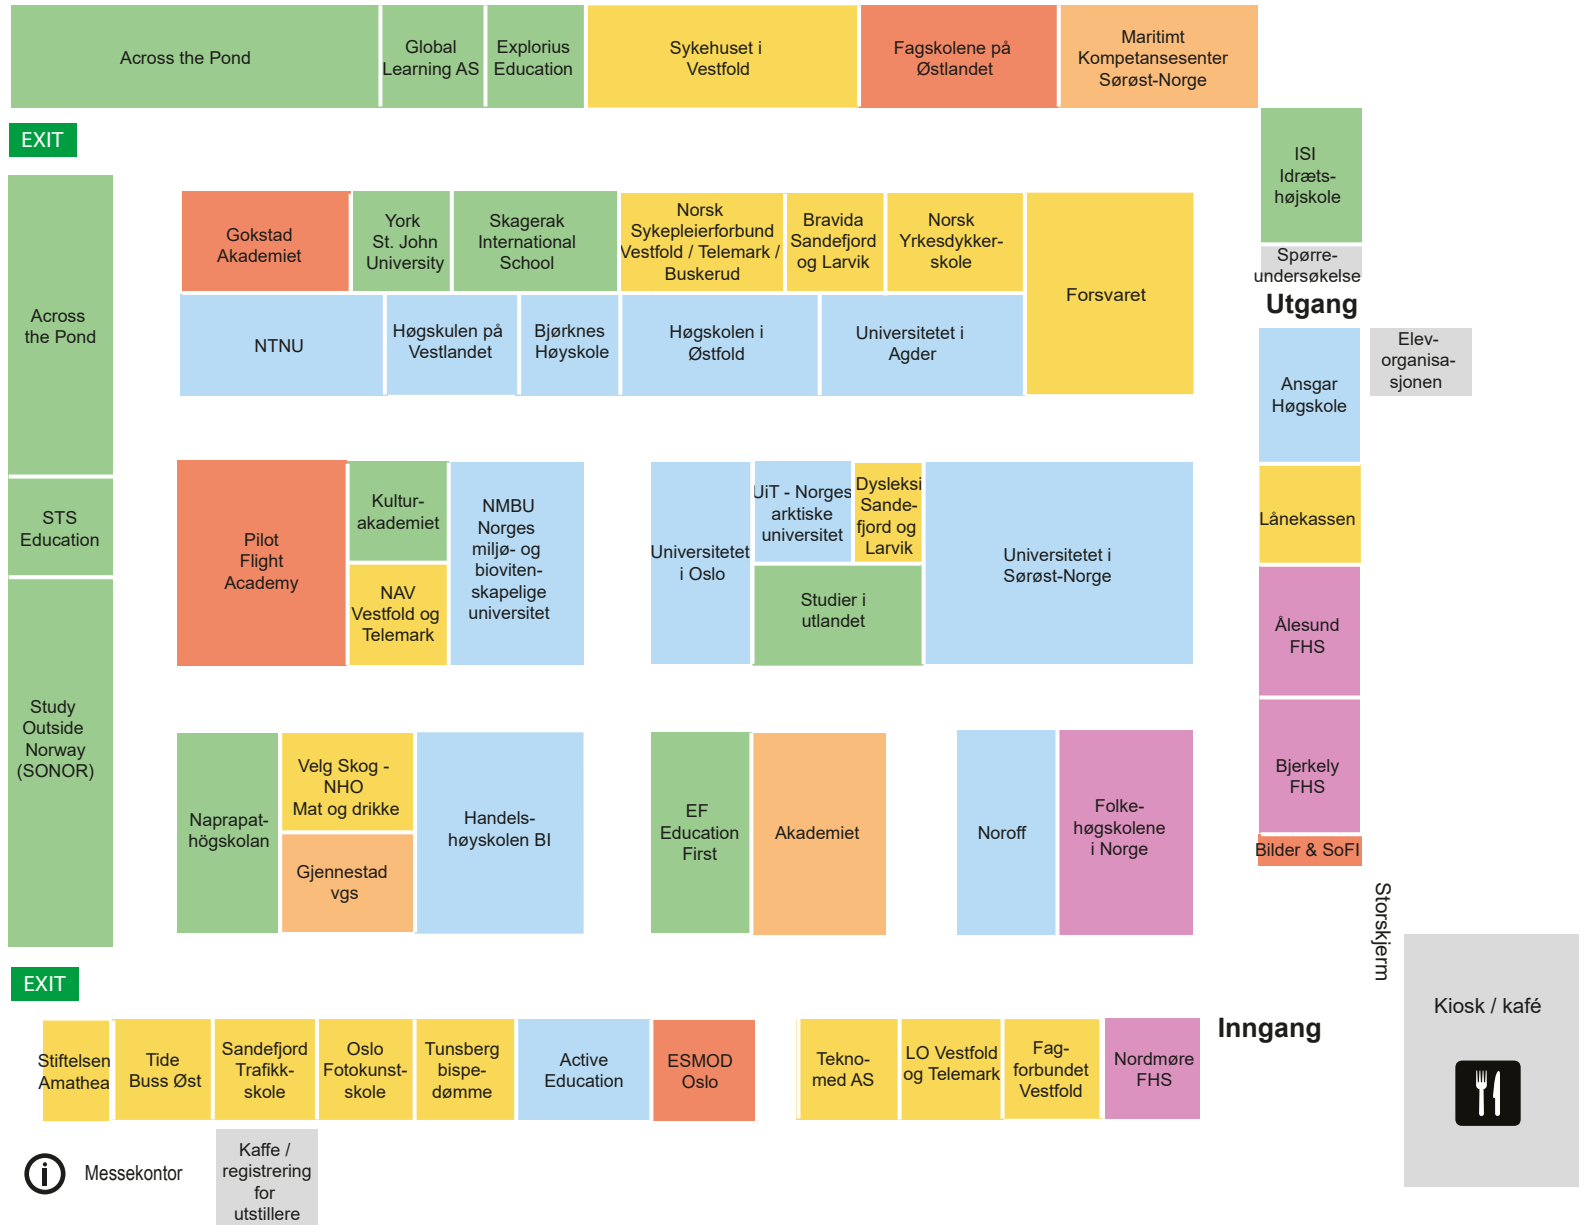 Across the Pond
Global
Learning AS
Explorius
Education
Sykehuset i
Vestfold
Fagskolene på
Østlandet
Maritimt
Kompetansesenter
Sørøst-Norge
EXIT
ISI
Idræts-
højskole
Spørre-
undersøkelse
Utgang
Gokstad
Akademiet
York
St. John
University
Skagerak
International
School
Norsk
Sykepleierforbund
Vestfold / Telemark /
Buskerud
Bravida
Sandefjord
og Larvik
Norsk
Yrkesdykker-
skole
Forsvaret
Across
the Pond
NTNU
Høgskulen på
Vestlandet
Bjørknes
Høyskole
Høgskolen i
Østfold
Universitetet i
Agder
Ansgar
Høgskole
Elev-
organisa-
sjonen
STS
Education
Pilot
Flight
Academy
Kultur-
akademiet
NAV
Vestfold og
Telemark
NMBU
Norges
miljø- og
bioviten-
skapelige
universitet
Universitetet
i Oslo
UiT - Norges
arktiske
universitet
Dysleksi
Sande-
fjord og
Larvik
Studier i
utlandet
Universitetet i
Sørøst-Norge
Lånekassen
Ålesund
FHS
Study
Outside
Norway
(SONOR)
Naprapat-
högskolan
Velg Skog -
NHO
Mat og drikke
Gjennestad
vgs
Handels-
høyskolen BI
EF
Education
First
Akademiet
Noroff
Folke-
høgskolene
i Norge
Bjerkely
FHS
Bilder & SoFI
Storskjerm
Kiosk / kafé
EXIT
Stiftelsen
Amathea
Tide
Buss Øst
Sandefjord
Trafikk-
skole
Oslo
Fotokunst-
skole
Tunsberg
bispe-
dømme
Active
Education
ESMOD
Oslo
Tekno-
med AS
LO Vestfold
og Telemark
Fag-
forbundet
Vestfold
Nordmøre
FHS
Inngang
Messekontor
Kaffe /
registrering
for
utstillere